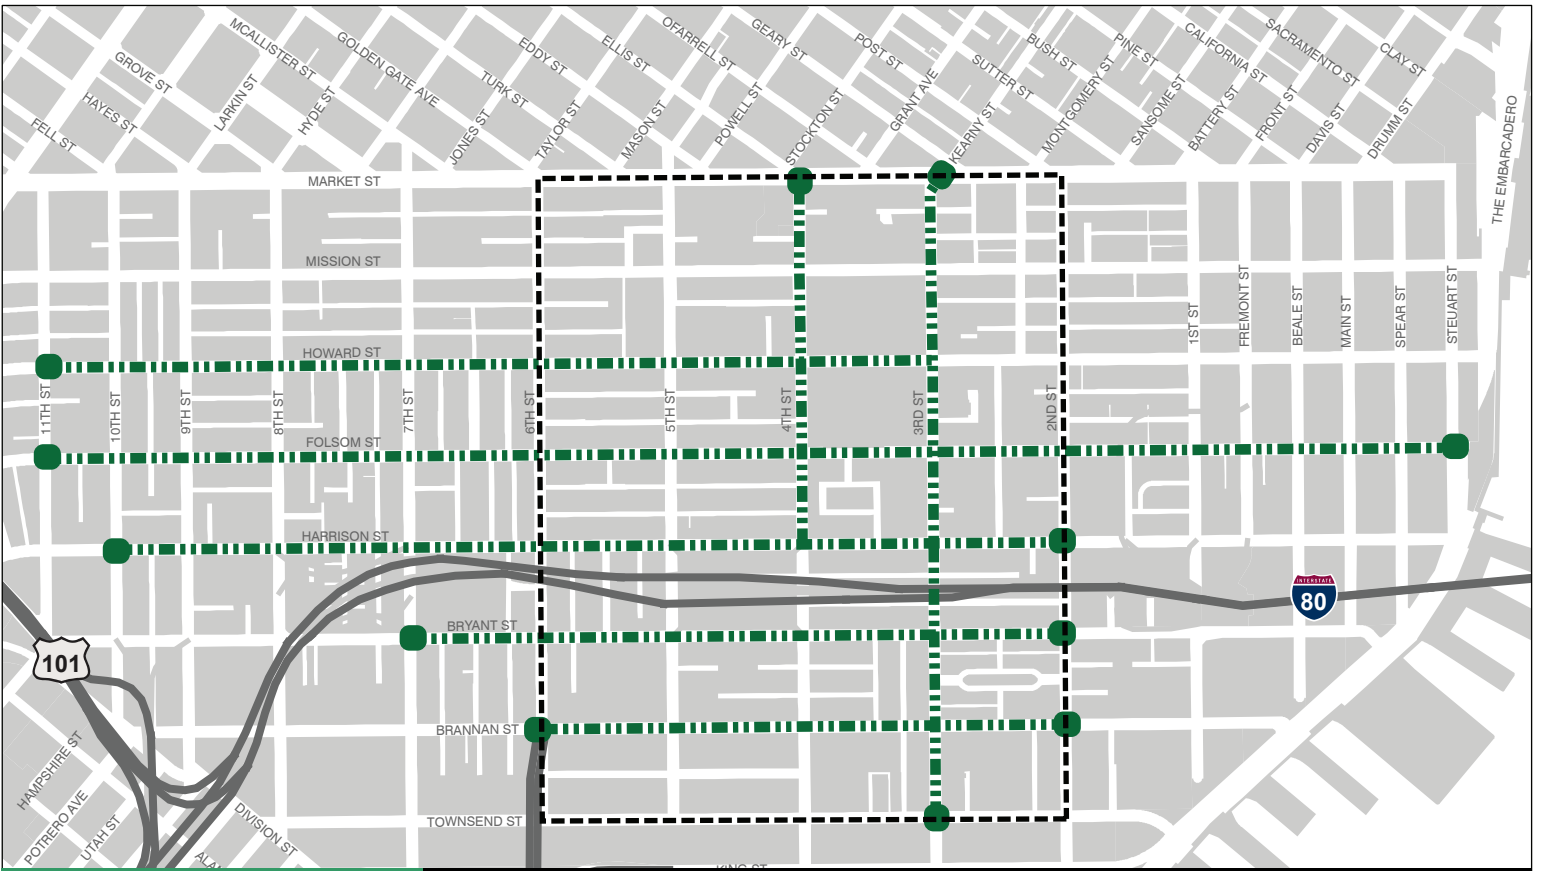 MCALLISTER ST
GOLDEN GATE AVE
EDDY ST
ELLIS ST
OFARRELL ST
GEARY ST
POST ST
SUTTER ST
BUSH ST
PINE ST
CALIFORNIA ST
SACRAMENTO ST
CLAY ST
GROVE ST
HAYES ST
FELL ST
LARKIN ST
HYDE ST
TURK ST
JONES ST
TAYLOR ST
MASON ST
POWELL ST
STOCKTON ST
GRANT AVE
KEARNY ST
MONTGOMERY ST
SANSOME ST
BATTERY ST
FRONT ST
DAVIS ST
DRUMM ST
THE EMBARCADERO
MARKET ST
MISSION ST
1ST ST
FREMONT ST
BEALE ST
MAIN ST
SPEAR ST
STEUART ST
HOWARD ST
11TH ST
10TH ST
9TH ST
8TH ST
7TH ST
6TH ST
5TH ST
4TH ST
3RD ST
2ND ST
FOLSOM ST
HARRISON ST
INTERSTATE
80
BRYANT ST
101
BRANNAN ST
HAMPSHIRE ST
POTRERO AVE
UTAH ST
DIVISION ST
TOWNSEND ST